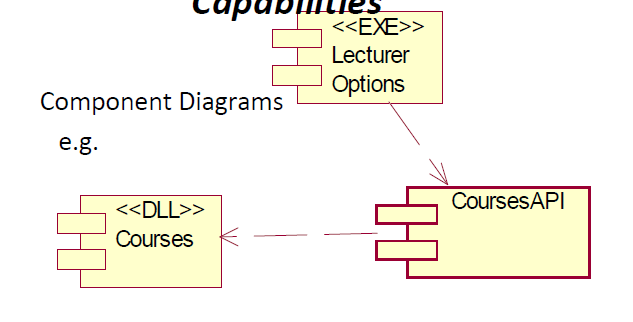 Capabilities
<<EXE>>
Lecturer
Options
Component Diagrams
e.g.
CoursesAPI
<<DLL>>
Courses